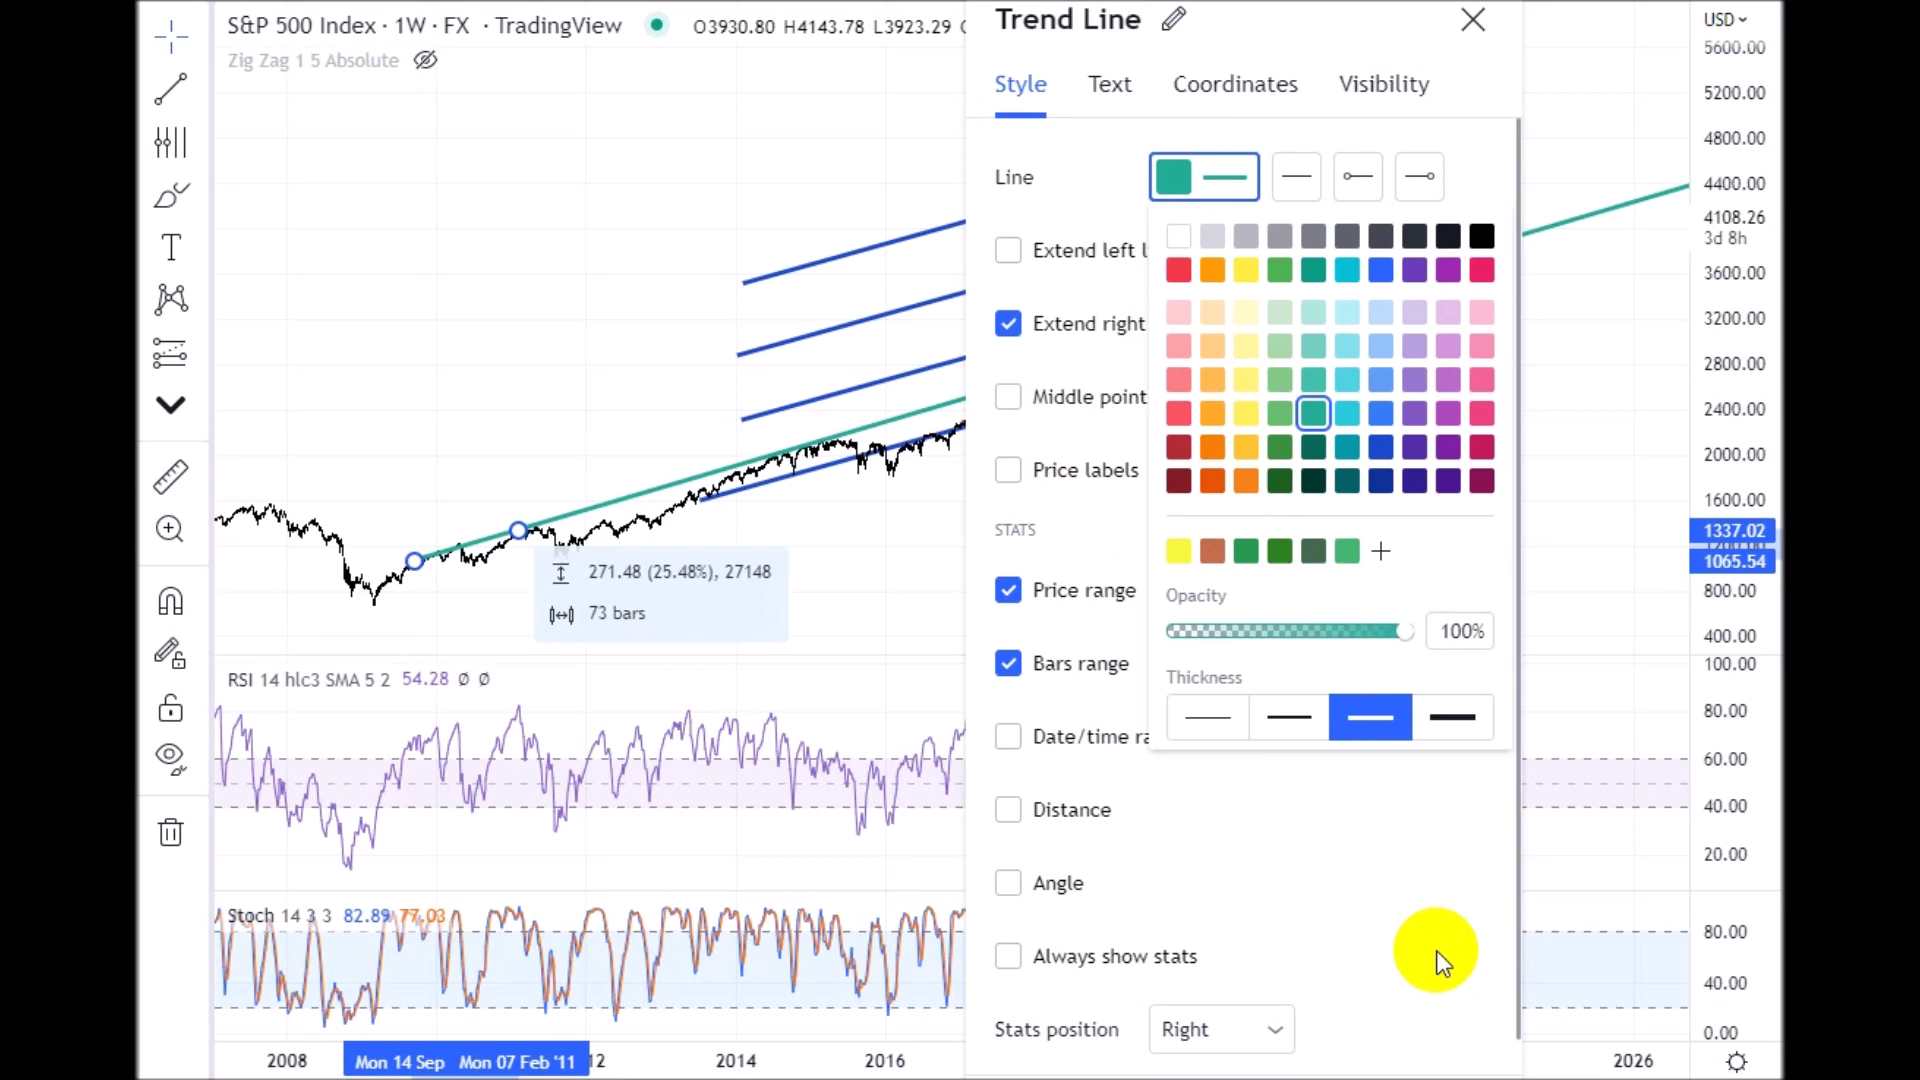 S&P 500 Index · 1W · FX · TradingView O3930.80 H4143.78 L3923.29
Zig Zag 1 5 Absolute
Trend Line
Style Text Coordinates Visibility
Line
Extend left l
Extend right
Middle point
Price labels
STATS
Price range
Bars range
Date/time ra
Distance
Angle
Always show stats
Stats position Right
Opacity
100%
Thickness
271.48 (25.48%), 27148
73 bars
RSI 14 hlc3 SMA 5 2 54.28 Ø Ø
Stoch 14 3 3 82.89 77.03
USD
5600.00
5200.00
4800.00
4400.00
4108.26
3d 8h
3600.00
3200.00
2800.00
2400.00
2000.00
1600.00
1337.02
1065.54
800.00
400.00
100.00
80.00
60.00
40.00
20.00
80.00
40.00
0.00
2008 Mon 14 Sep Mon 07 Feb '11 12 2014 2016 2026